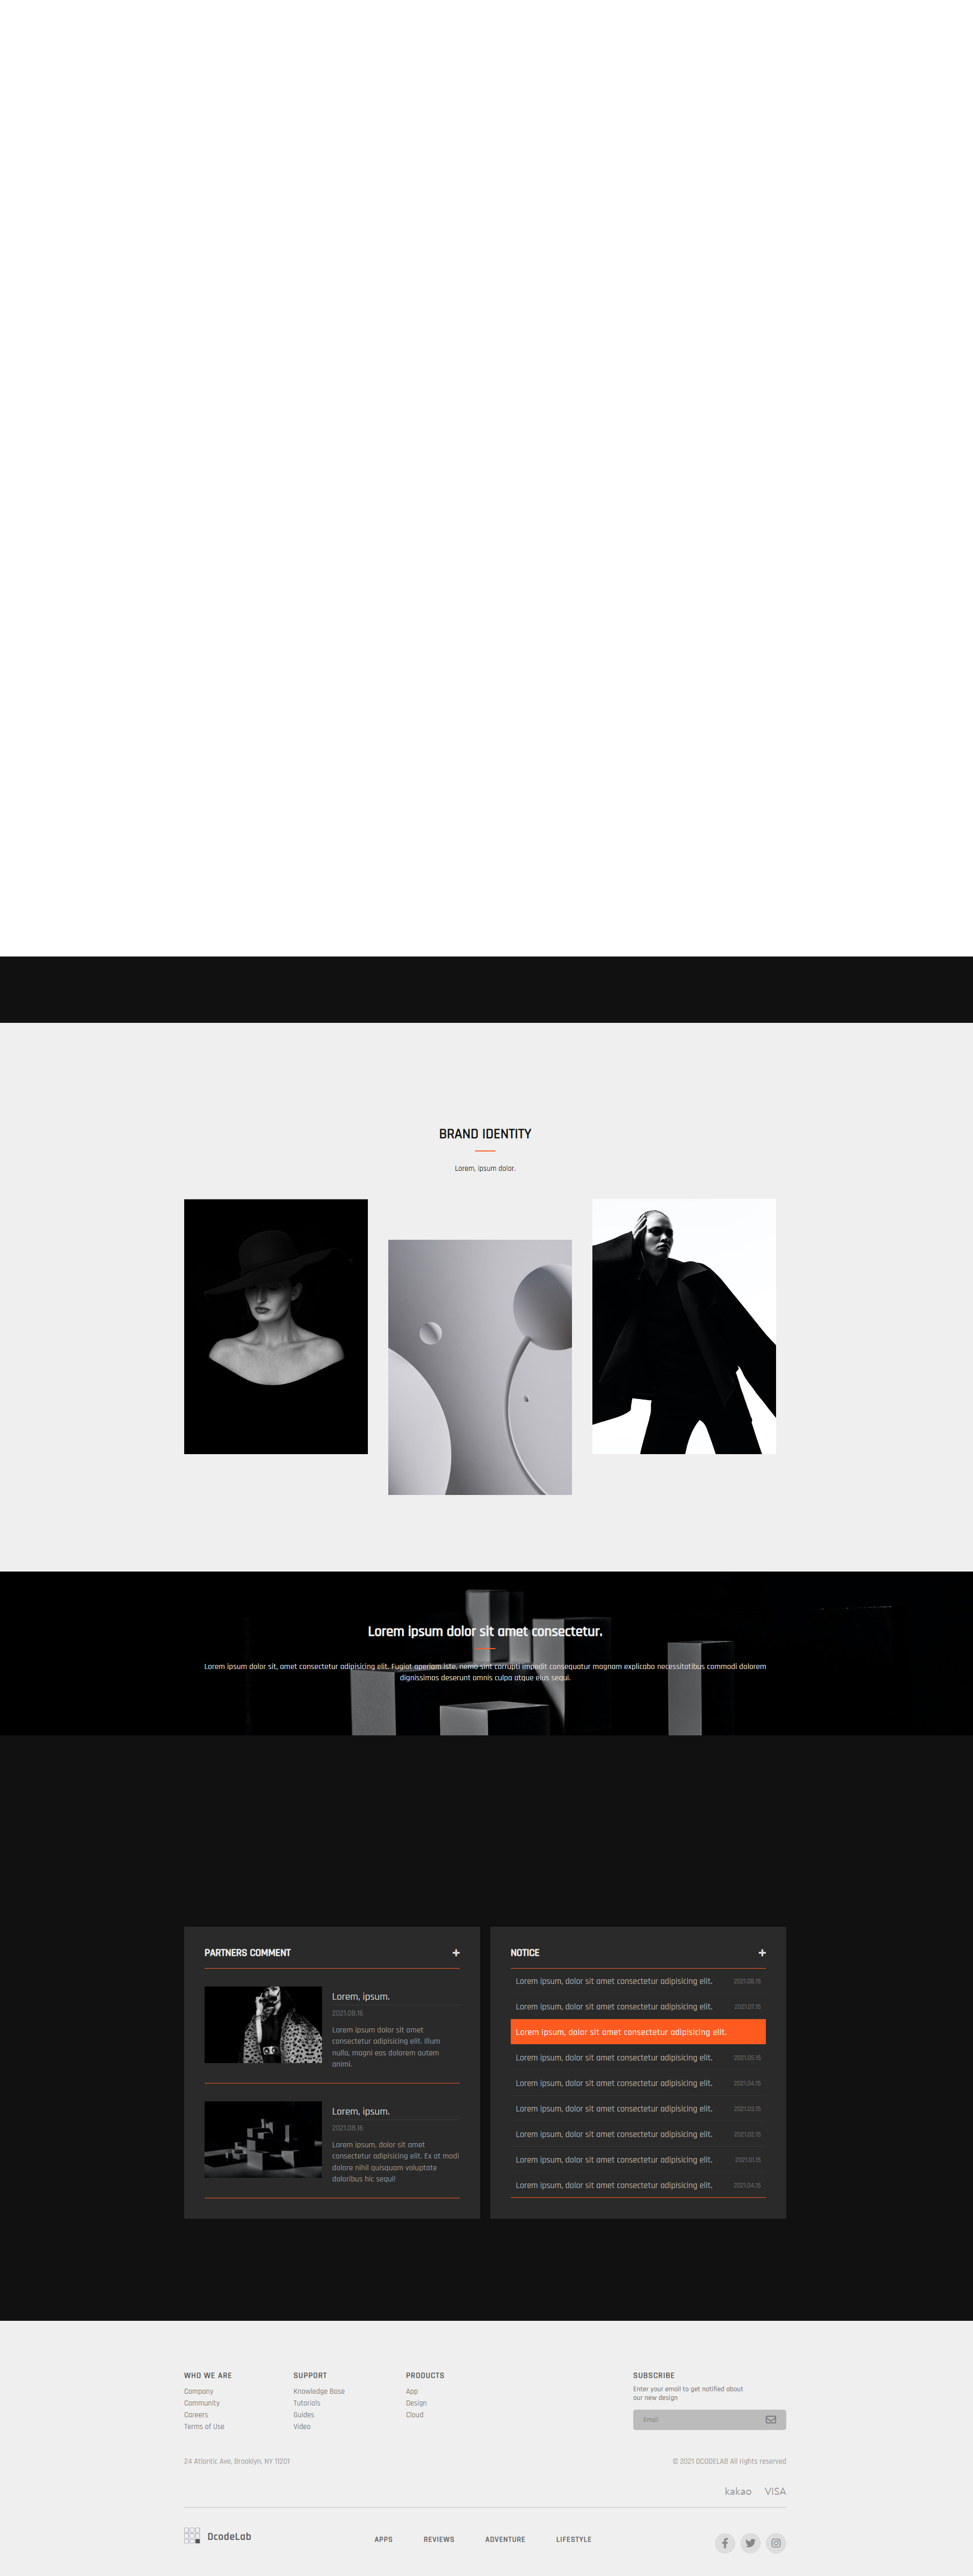 BRAND IDENTITY
Lorem, ipsum dolor.
Lorem ipsum dolor sit amet consectetur.
Lorem ipsum dolor sit, amet consectetur adipisicing elit. Fugiat aperiam iste, nemo sint corrupti impedit consequatur magnam explicabo necessitatibus commodi dolorem
dignissimos deserunt omnis culpa atque eius sequi.
PARTNERS COMMENT
Lorem, ipsum.
2021.08.16
Lorem ipsum dolor sit amet
consectetur adipisicing elit. Illum
nulla, magni eos dolorem autem
animi.
Lorem, ipsum.
2021.08.16
Lorem ipsum, dolor sit amet
consectetur adipisicing elit. Ex at modi
dolore nihil quisquam voluptate
doloribus hic sequi!
NOTICE
Lorem ipsum, dolor sit amet consectetur adipisicing elit. 2021.08.15
Lorem ipsum, dolor sit amet consectetur adipisicing elit. 2021.07.15
Lorem ipsum, dolor sit amet consectetur adipisicing elit.
Lorem ipsum, dolor sit amet consectetur adipisicing elit. 2021.05.15
Lorem ipsum, dolor sit amet consectetur adipisicing elit. 2021.04.15
Lorem ipsum, dolor sit amet consectetur adipisicing elit. 2021.03.15
Lorem ipsum, dolor sit amet consectetur adipisicing elit. 2021.02.15
Lorem ipsum, dolor sit amet consectetur adipisicing elit. 2021.01.15
Lorem ipsum, dolor sit amet consectetur adipisicing elit. 2021.04.15
WHO WE ARE
Company
Community
Careers
Terms of Use
SUPPORT
Knowledge Base
Tutorials
Guides
Video
PRODUCTS
App
Design
Cloud
SUBSCRIBE
Enter your email to get notified about
our new design
Email
24 Atlantic Ave, Brooklyn, NY 11201
© 2021 DCODELAB All rights reserved
kakao VISA
DcodeLab
APPS REVIEWS ADVENTURE LIFESTYLE